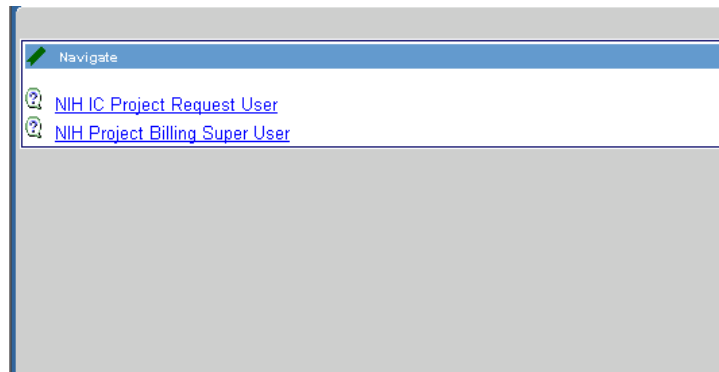 Navigate
NIH IC Project Request User
NIH Project Billing Super User